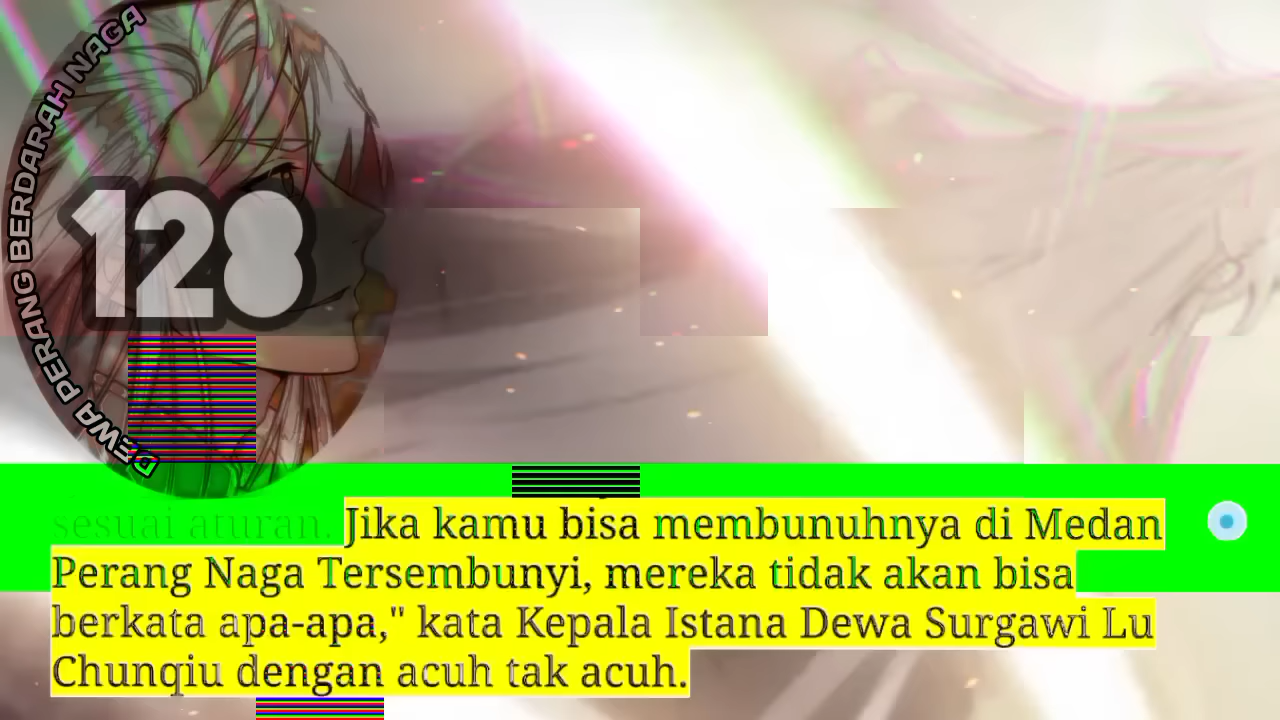 DEWA PERANG BERDARAH NAGA
128
sesuai aturan. Jika kamu bisa membunuhnya di Medan
Perang Naga Tersembunyi, mereka tidak akan bisa
berkata apa-apa," kata Kepala Istana Dewa Surgawi Lu
Chunqiu dengan acuh tak acuh.